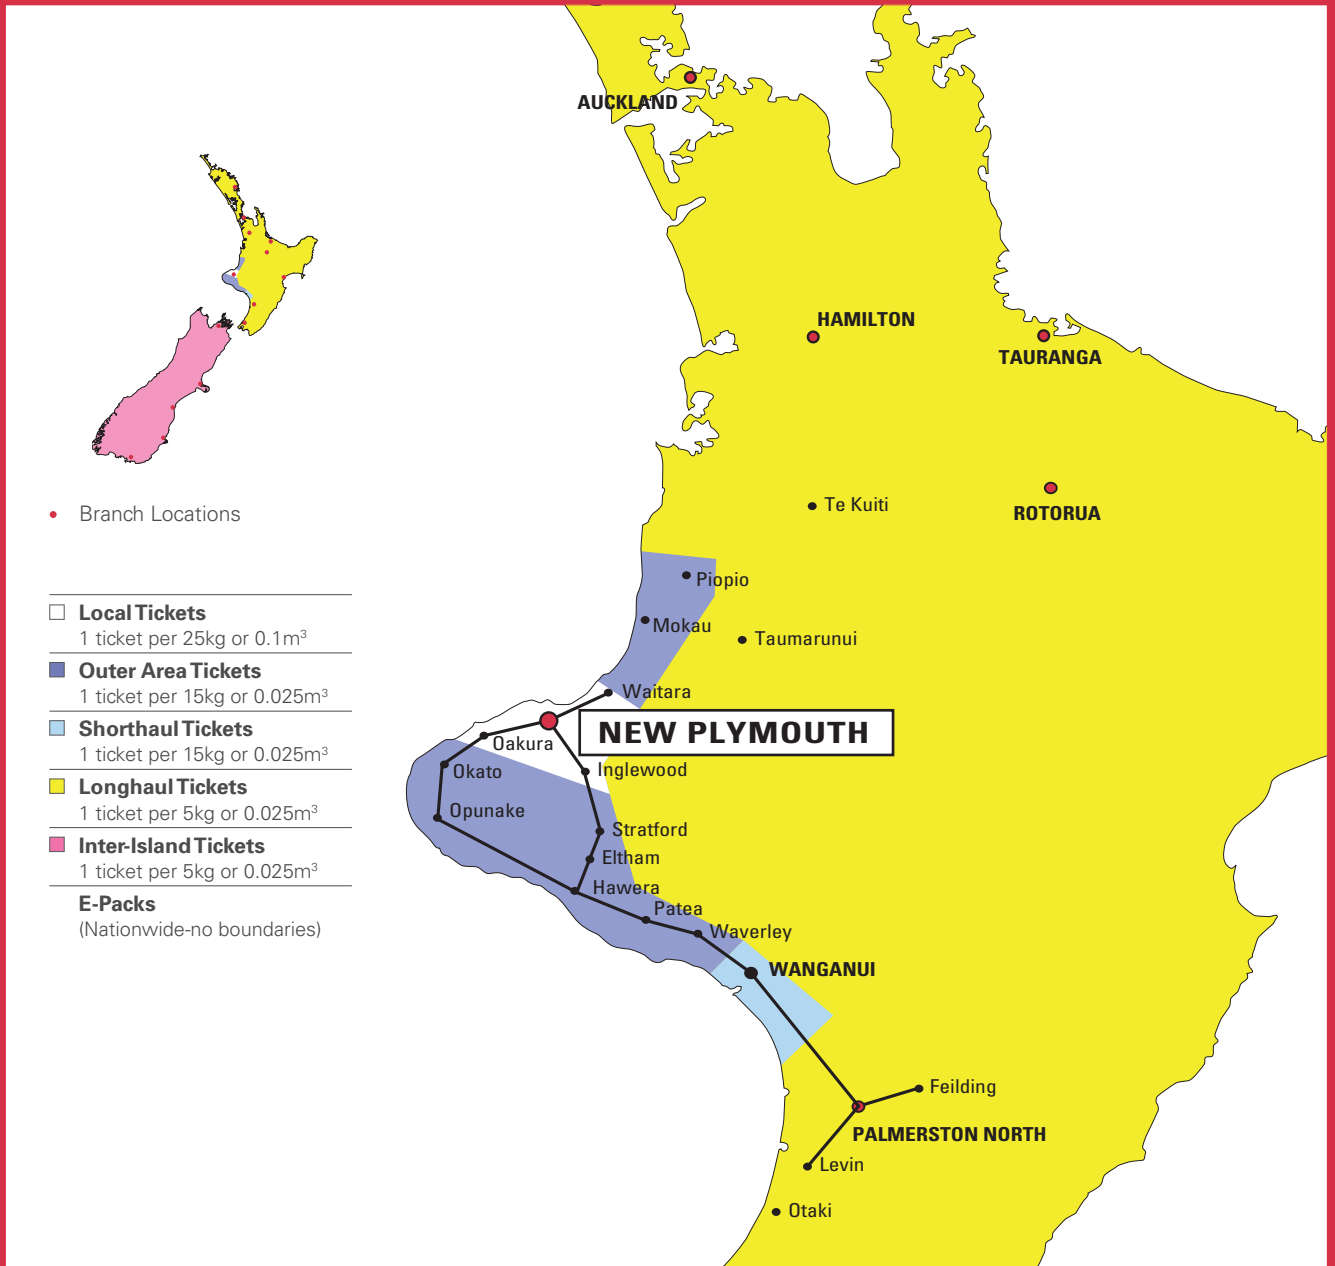 AUCKLAND
HAMILTON
TAURANGA
Te Kuiti
ROTORUA
Branch Locations
Piopio
Mokau
Taumarunui
Waitara
NEW PLYMOUTH
Oakura
Okato
Inglewood
Opunake
Stratford
Eltham
Hawera
Patea
Waverley
WANGANUI
Feilding
PALMERSTON NORTH
Levin
Otaki
Local Tickets
1 ticket per 25kg or 0.1m³
Outer Area Tickets
1 ticket per 15kg or 0.025m³
Shorthaul Tickets
1 ticket per 15kg or 0.025m³
Longhaul Tickets
1 ticket per 5kg or 0.025m³
Inter-Island Tickets
1 ticket per 5kg or 0.025m³
E-Packs
(Nationwide-no boundaries)